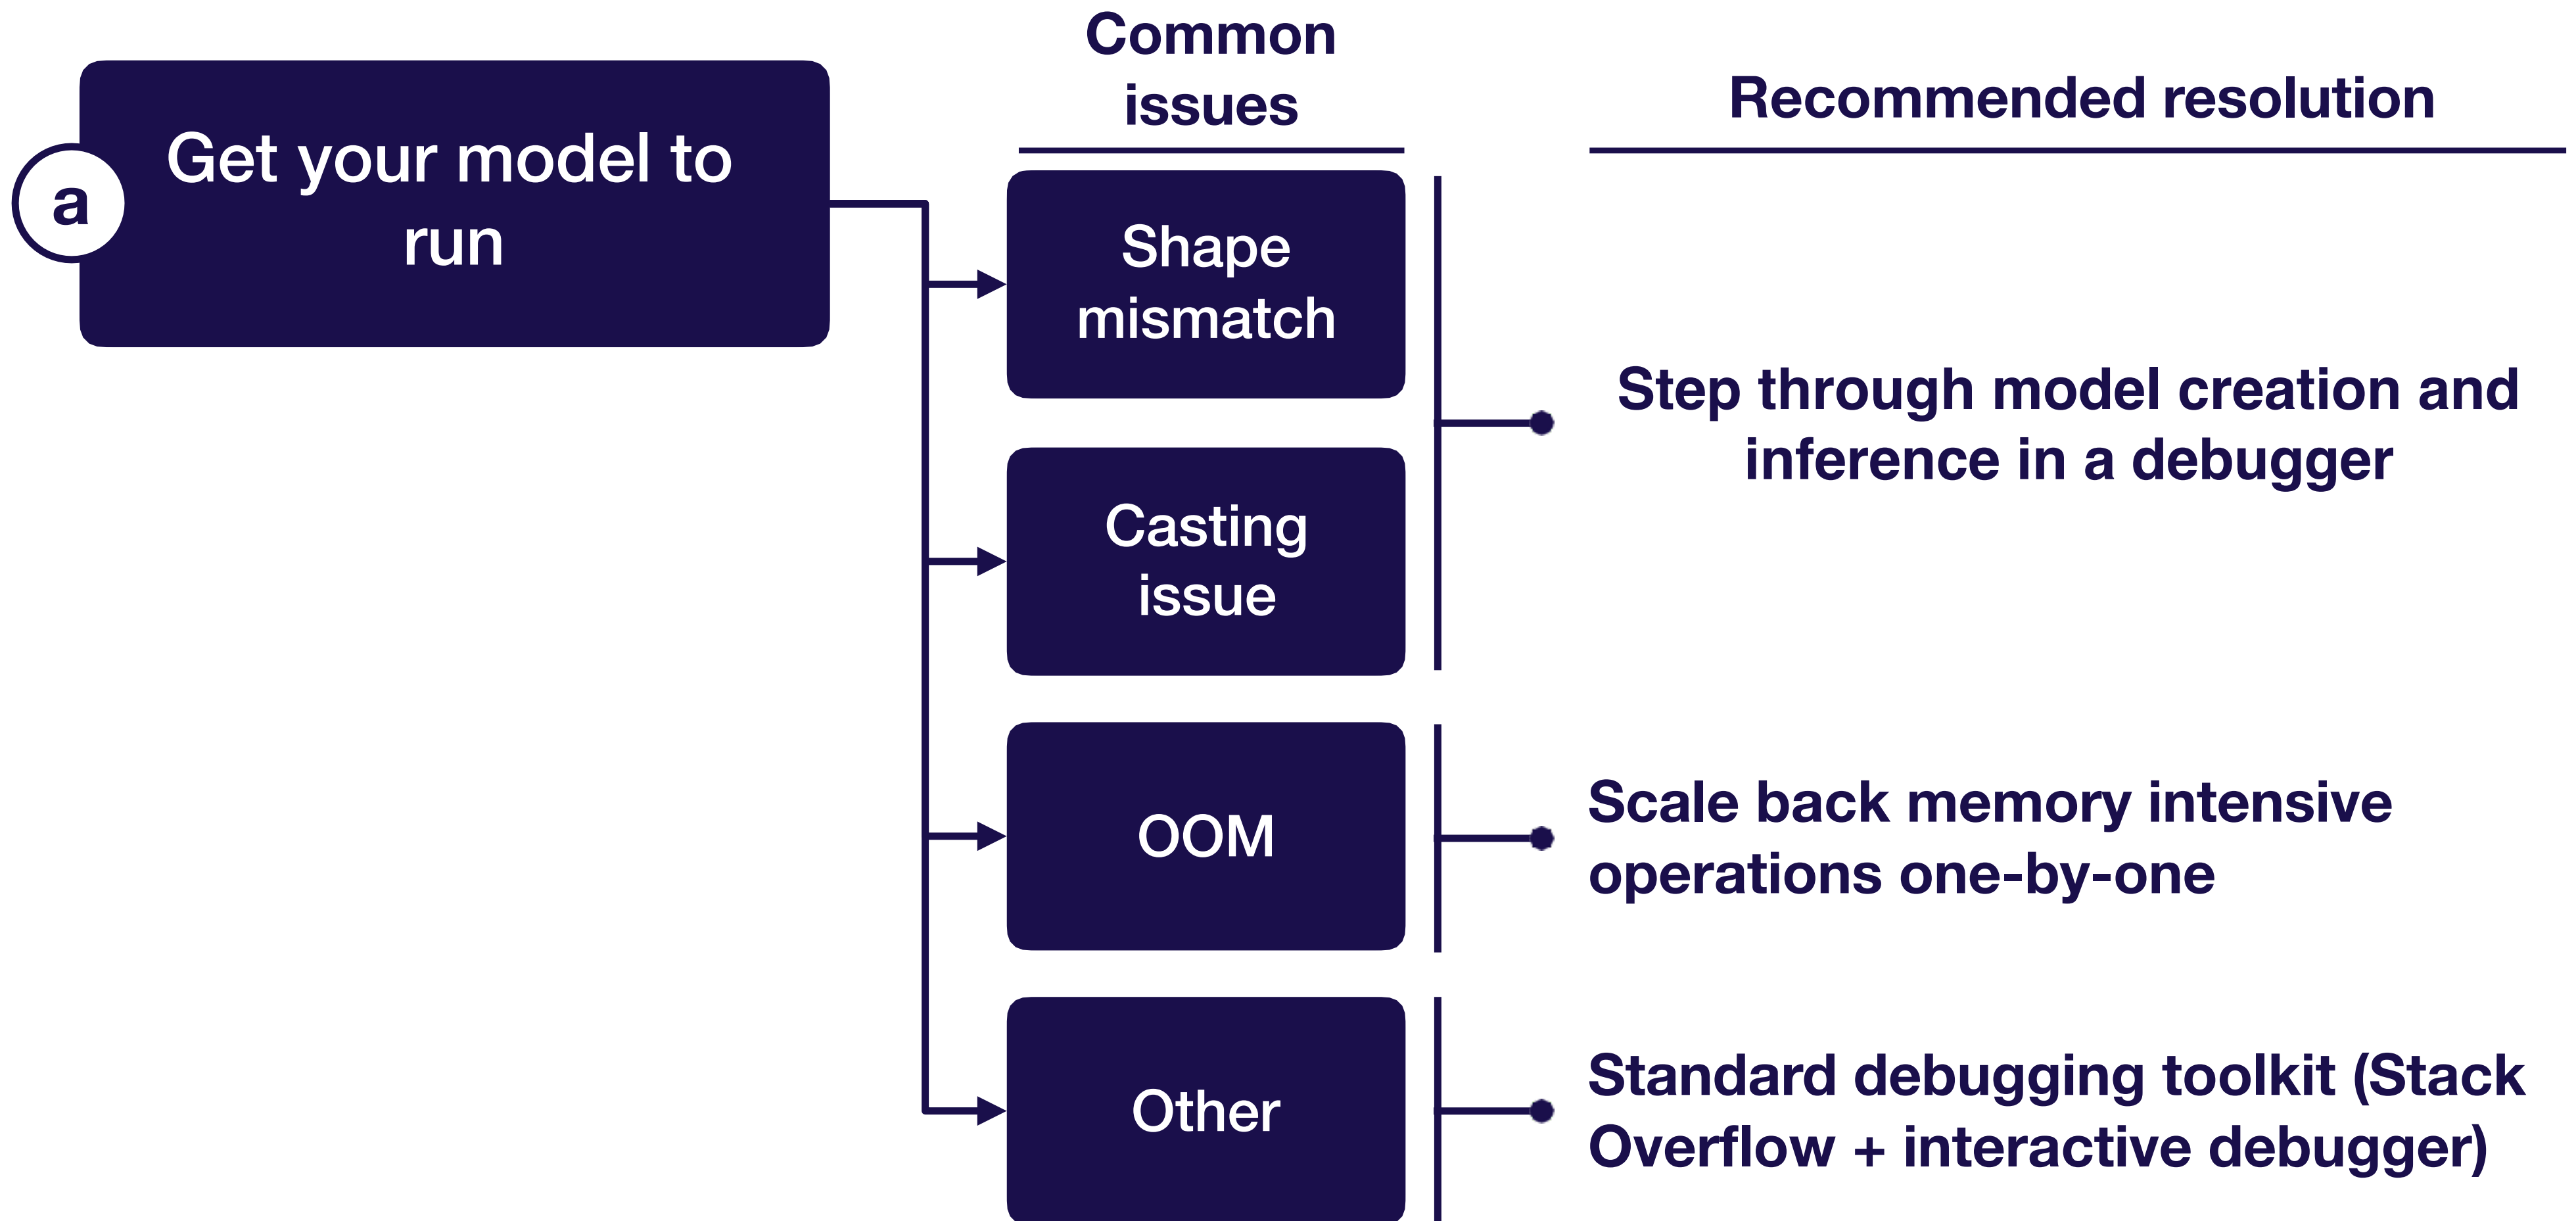 Common
issues
Recommended resolution
a
Get your model to
run
Shape
mismatch
Step through model creation and
inference in a debugger
Casting
issue
OOM
Scale back memory intensive
operations one-by-one
Other
Standard debugging toolkit (Stack
Overflow + interactive debugger)